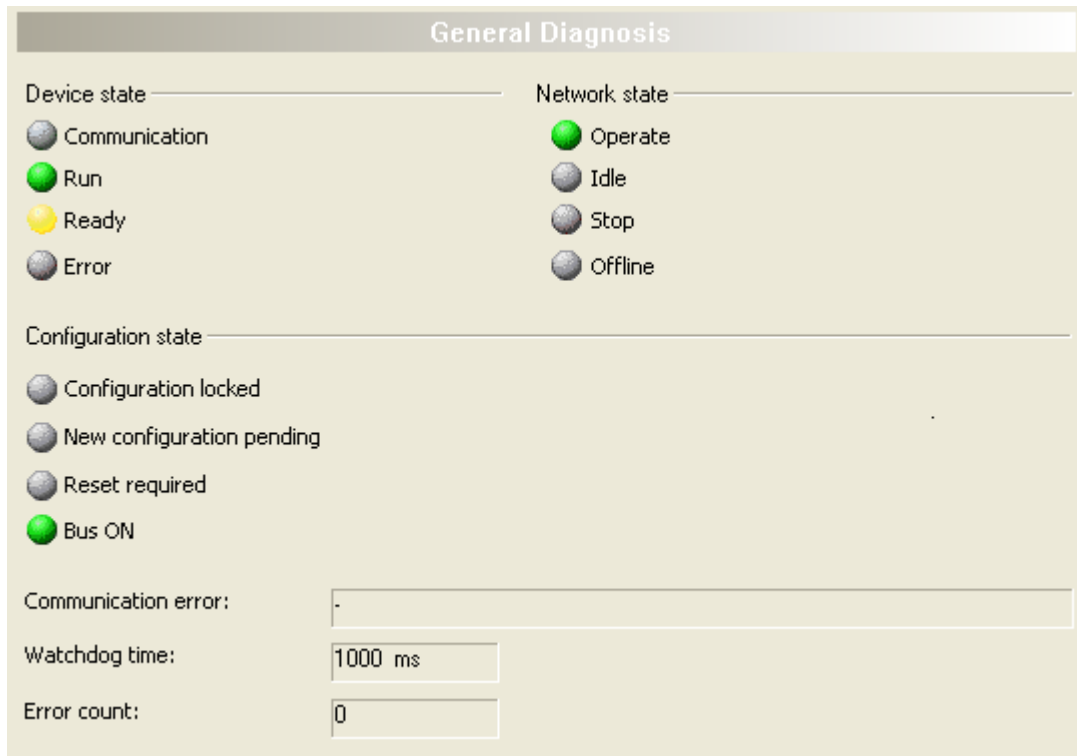 General Diagnosis
Device state
Communication
Run
Ready
Error
Network state
Operate
Idle
Stop
Offline
Configuration state
Configuration locked
New configuration pending
Reset required
Bus ON
Communication error: -
Watchdog time: 1000 ms
Error count: 0